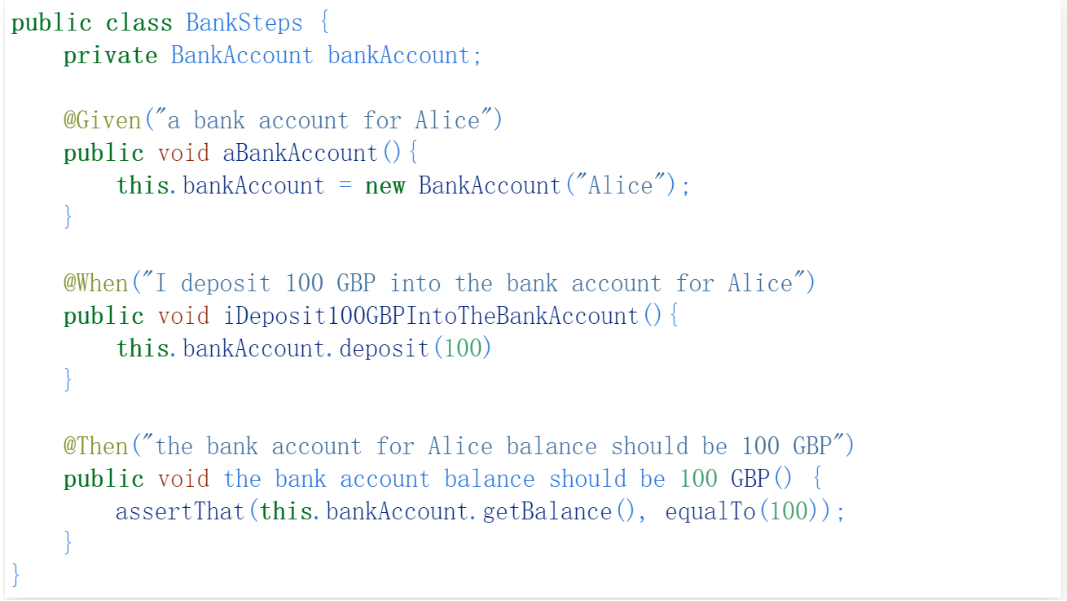 public class BankSteps {
private BankAccount bankAccount;
@Given("a bank account for Alice")
public void aBankAccount(){
this.bankAccount = new BankAccount("Alice");
}
@When("I deposit 100 GBP into the bank account for Alice")
public void iDeposit100GBPIntoTheBankAccount(){
this.bankAccount.deposit(100)
}
@Then("the bank account for Alice balance should be 100 GBP")
public void the bank account balance should be 100 GBP() {
assertThat(this.bankAccount.getBalance(), equalTo(100));
}
}